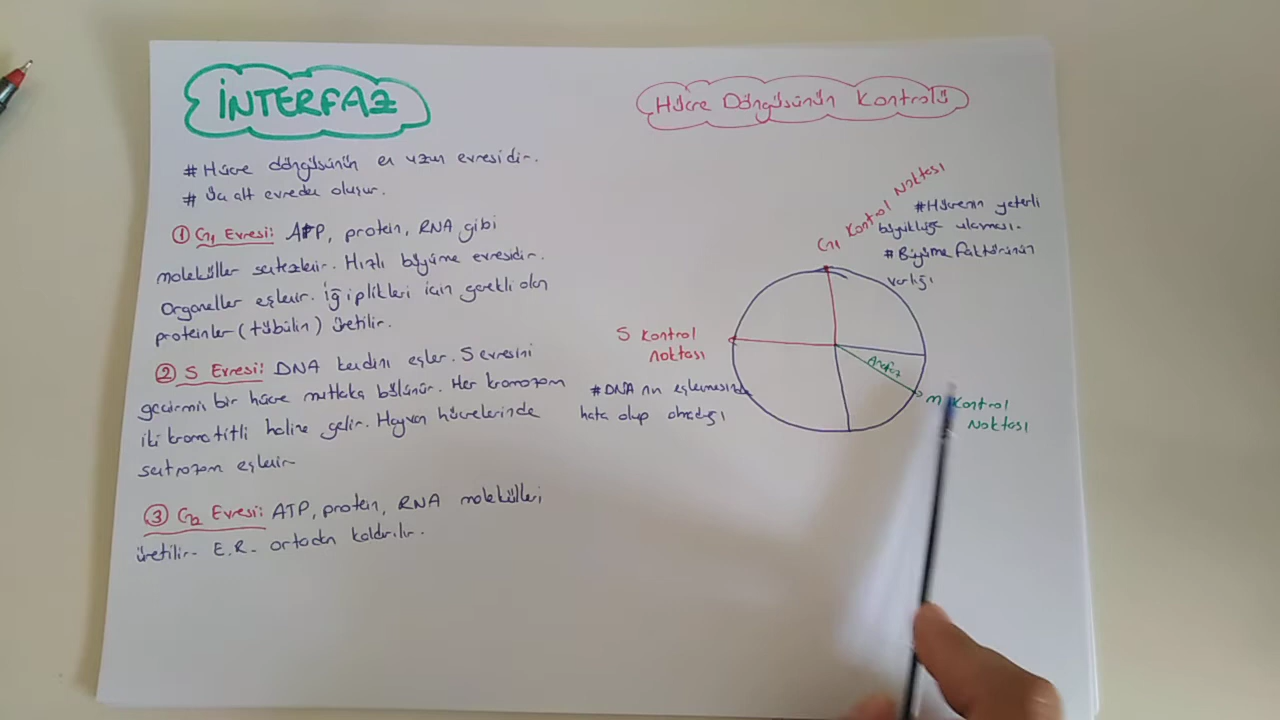 İNTERFAZ
# Hücre döngüsünün en uzun evresidir.
# Üç alt evreden oluşur.
① G1 Evresi: ATP, protein, RNA gibi
moleküller sentezlenir. Hızlı büyüme evresidir.
Organeller eşlenir. İğ iplikleri için gerekli olan
proteinler (tübülin) üretilir.
② S Evresi: DNA kendini eşler. S evresini
geçirmiş bir hücre mutlaka bölünür. Her kromozom
iki kromatitli haline gelir. Hayvan hücrelerinde
sentrozom eşlenir
③ G2 Evresi: ATP, protein, RNA molekülleri
üretilir. E.R. ortadan kaldırılır.
Hücre Döngüsünün Kontrolü
G1 Kontrol Noktası
# Hücrenin yeterli
büyüklüğe ulaşması.
# Büyüme faktörünün
varlığı
S Kontrol
noktası
# DNA nın eşlenmesinde
hata olup olmadığı
Anafaz
m Kontrol
Noktası